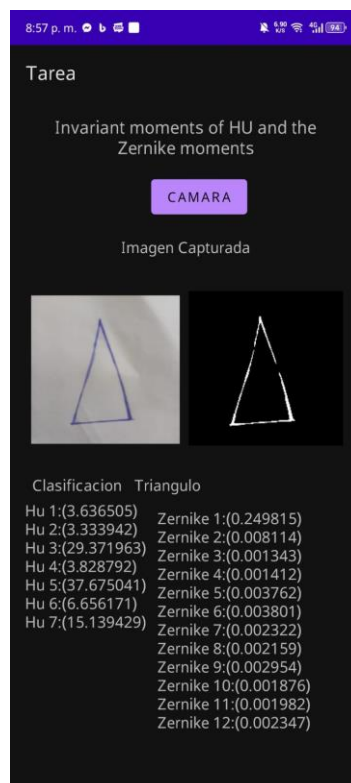 8:57 p. m.
6.90 K/S 4G 94
Tarea
Invariant moments of HU and the
Zernike moments
CAMARA
Imagen Capturada
Clasificacion Triangulo
Hu 1:(3.636505)
Hu 2:(3.333942)
Hu 3:(29.371963)
Hu 4:(3.828792)
Hu 5:(37.675041)
Hu 6:(6.656171)
Hu 7:(15.139429)
Zernike 1:(0.249815)
Zernike 2:(0.008114)
Zernike 3:(0.001343)
Zernike 4:(0.001412)
Zernike 5:(0.003762)
Zernike 6:(0.003801)
Zernike 7:(0.002322)
Zernike 8:(0.002159)
Zernike 9:(0.002954)
Zernike 10:(0.001876)
Zernike 11:(0.001982)
Zernike 12:(0.002347)